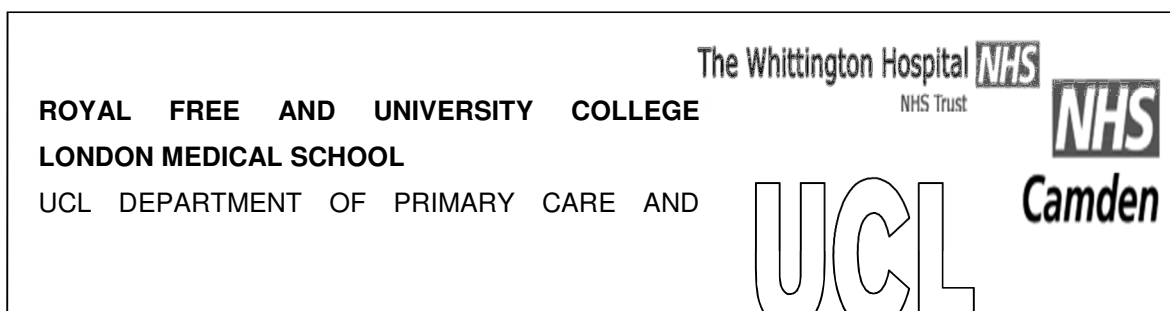 The Whittington Hospital NHS
NHS Trust
NHS
Camden
ROYAL FREE AND UNIVERSITY COLLEGE
LONDON MEDICAL SCHOOL
UCL DEPARTMENT OF PRIMARY CARE AND
UCL